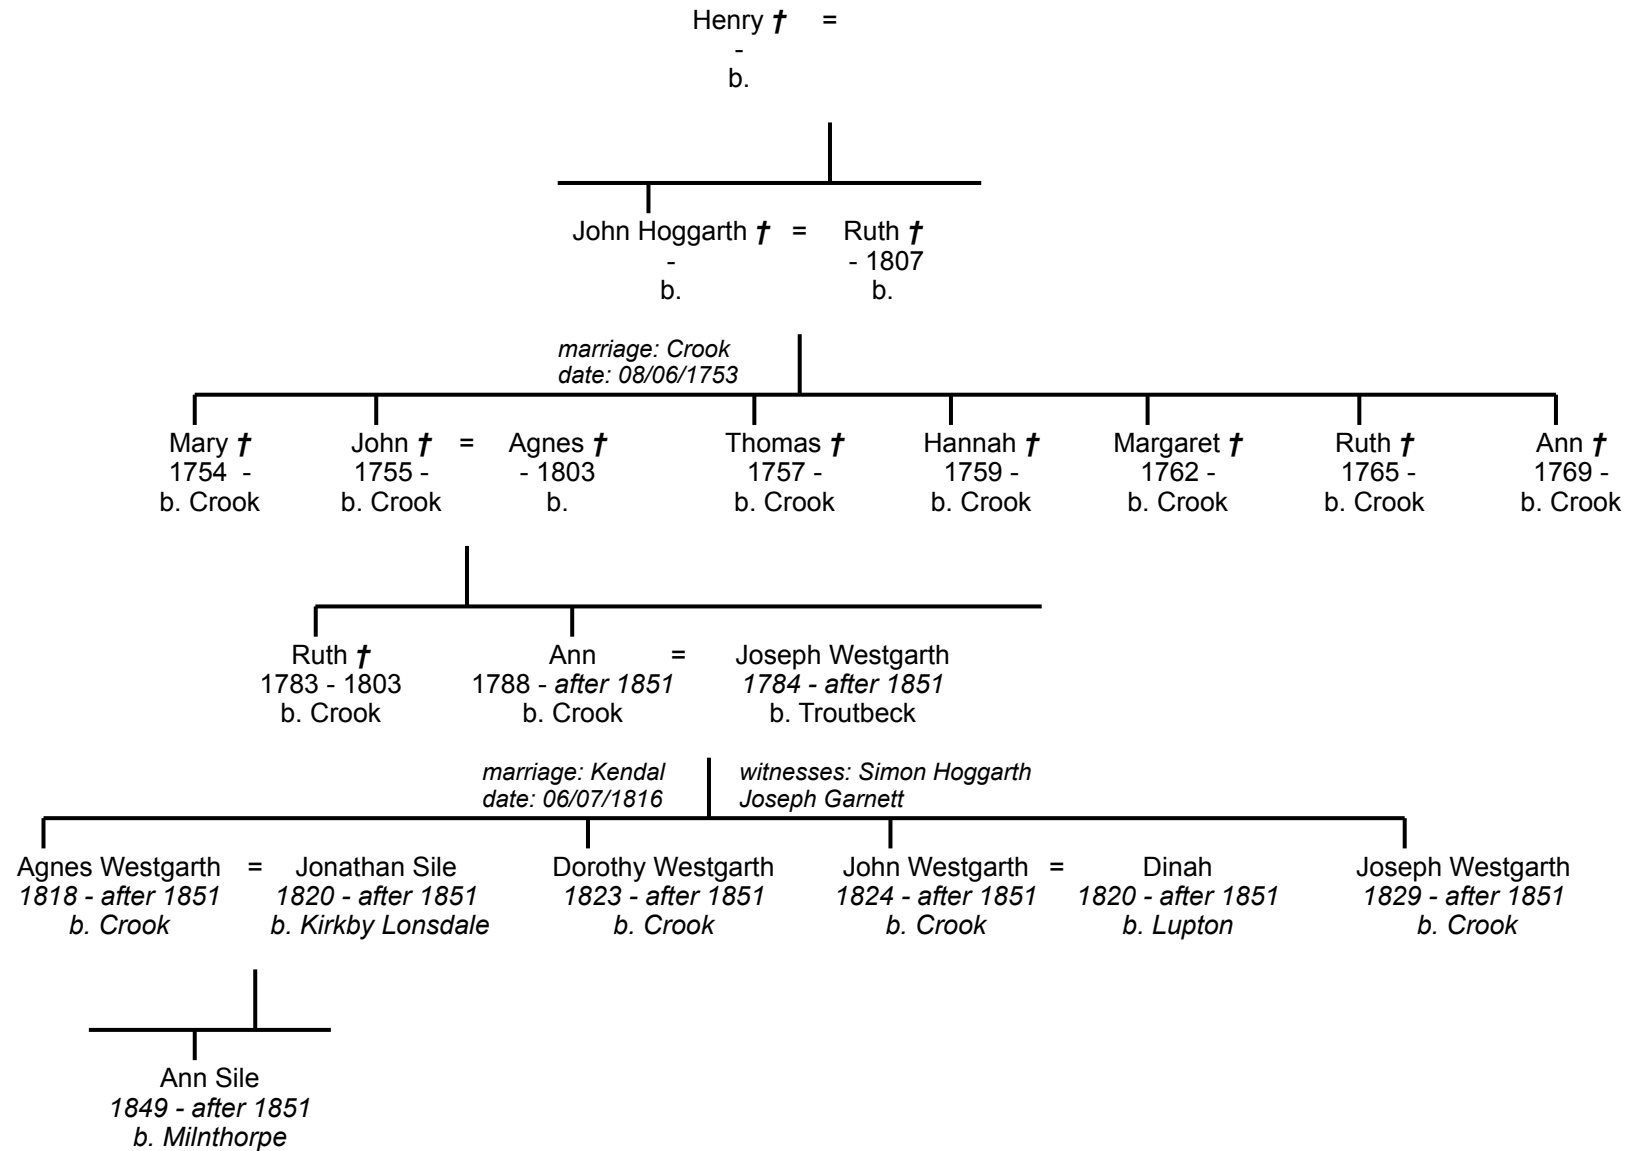 Henry † =
-
b.
John Hoggarth † = Ruth †
- - 1807
b. b.
marriage: Crook
date: 08/06/1753
Mary † John † = Agnes † Thomas † Hannah † Margaret † Ruth † Ann †
1754 - 1755 - - 1803 1757 - 1759 - 1762 - 1765 - 1769 -
b. Crook b. Crook b. b. Crook b. Crook b. Crook b. Crook b. Crook
Ruth † Ann = Joseph Westgarth
1783 - 1803 1788 - after 1851 1784 - after 1851
b. Crook b. Crook b. Troutbeck
marriage: Kendal witnesses: Simon Hoggarth
date: 06/07/1816 Joseph Garnett
Agnes Westgarth = Jonathan Sile Dorothy Westgarth John Westgarth = Dinah Joseph Westgarth
1818 - after 1851 1820 - after 1851 1823 - after 1851 1824 - after 1851 1820 - after 1851 1829 - after 1851
b. Crook b. Kirkby Lonsdale b. Crook b. Crook b. Lupton b. Crook
Ann Sile
1849 - after 1851
b. Milnthorpe